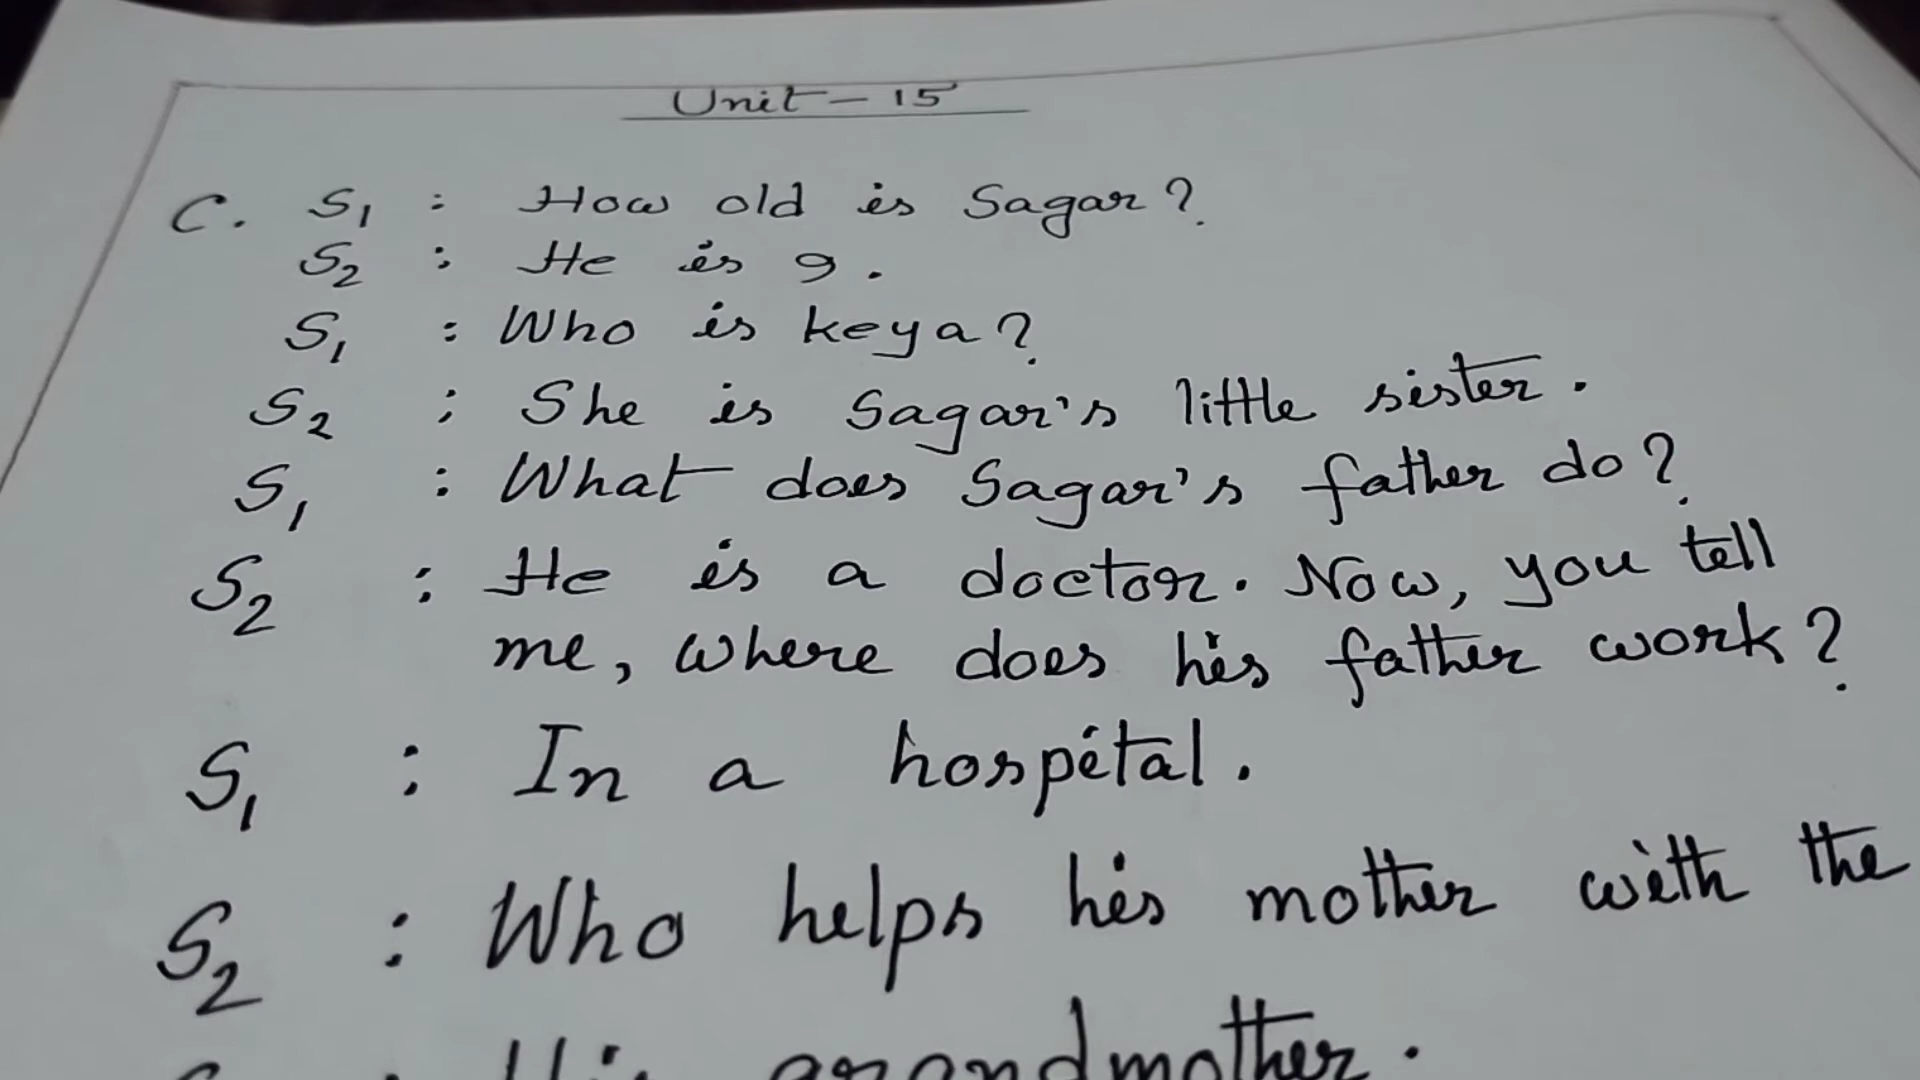 Unit - 15
C. S1 : How old is Sagar?
S2 : He is 9.
S1 : Who is keya?
S2 : She is Sagar's little sister.
S1 : What does Sagar's father do?
S2 : He is a doctor. Now, you tell
me, where does his father work?
S1 : In a hospital.
S2 : Who helps his mother with the
: His grandmother.